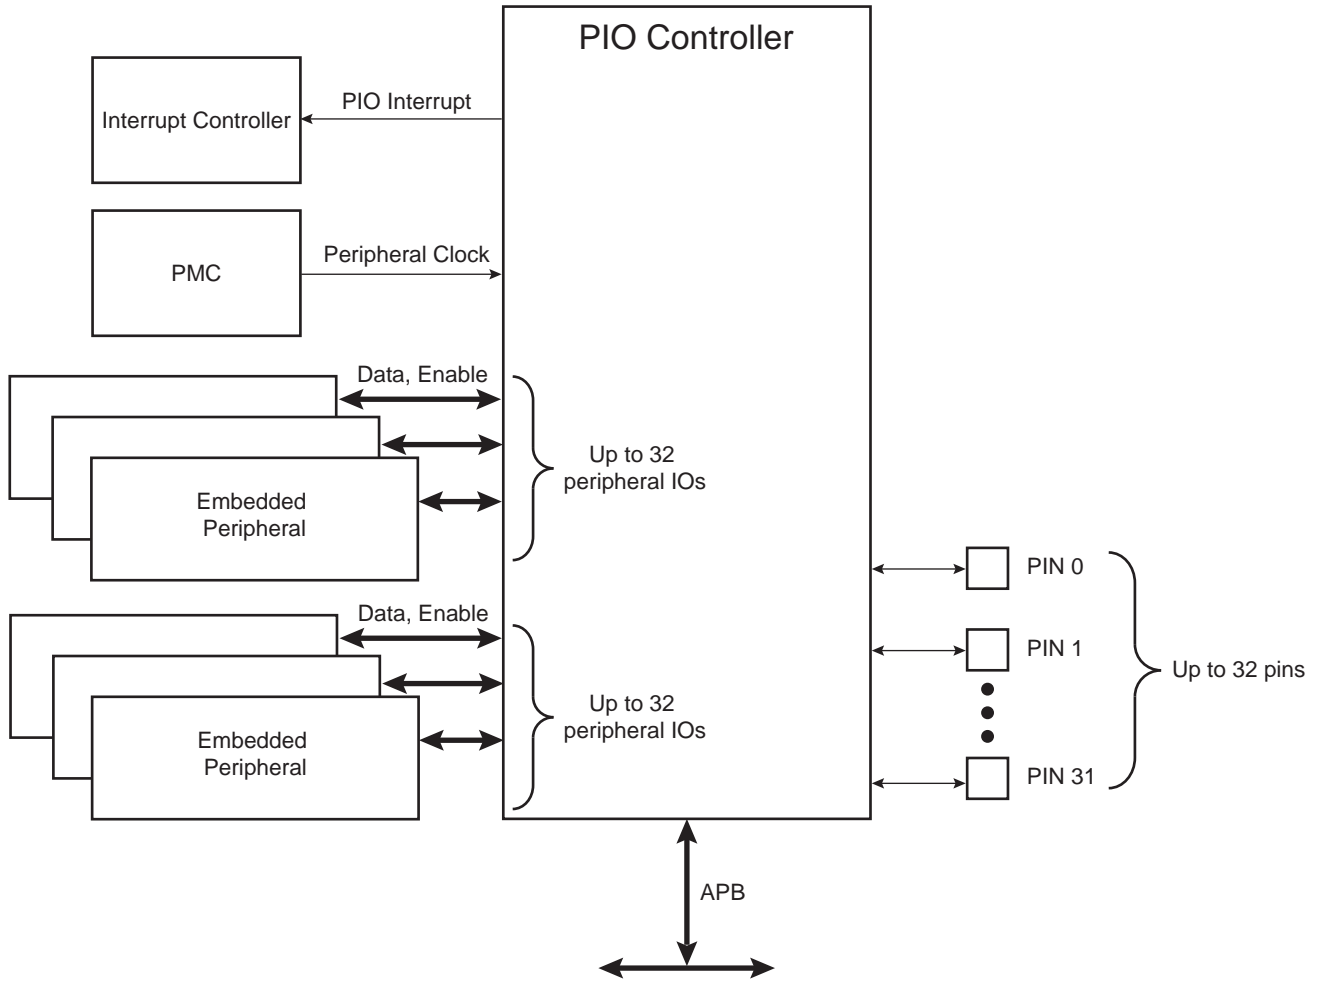 PIO Controller
PIO Interrupt
Interrupt Controller
Peripheral Clock
PMC
Data, Enable
Up to 32
peripheral IOs
Embedded
Peripheral
PIN 0
Data, Enable
PIN 1
Up to 32 pins
Up to 32
peripheral IOs
Embedded
Peripheral
PIN 31
APB